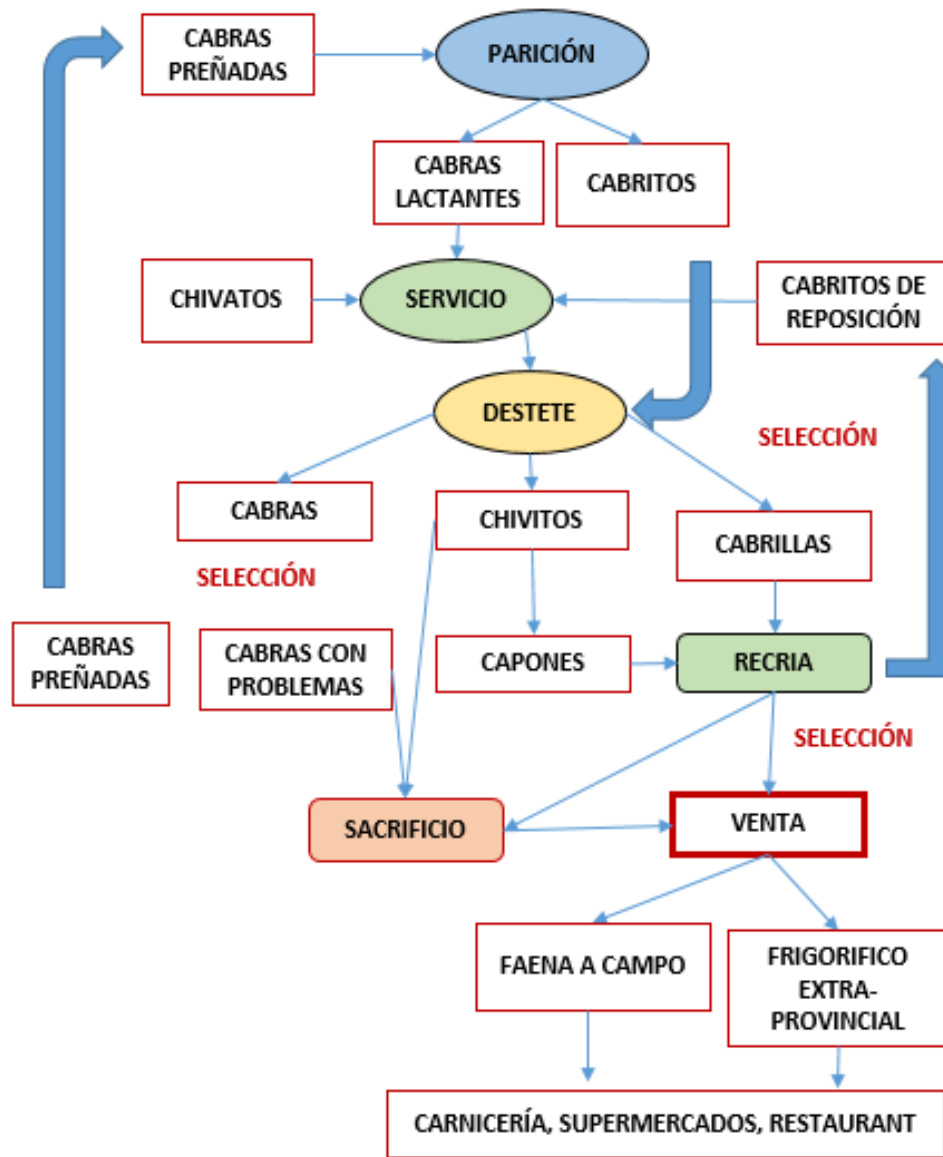 CABRAS
PREÑADAS
PARICIÓN
CABRAS
LACTANTES
CABRITOS
CHIVATOS
SERVICIO
CABRITOS DE
REPOSICIÓN
DESTETE
SELECCIÓN
CABRAS
CHIVITOS
CABRILLAS
SELECCIÓN
CABRAS
PREÑADAS
CABRAS CON
PROBLEMAS
CAPONES
RECRIA
SELECCIÓN
SACRIFICIO
VENTA
FAENA A CAMPO
FRIGORIFICO
EXTRA-
PROVINCIAL
CARNICERÍA, SUPERMERCADOS, RESTAURANT